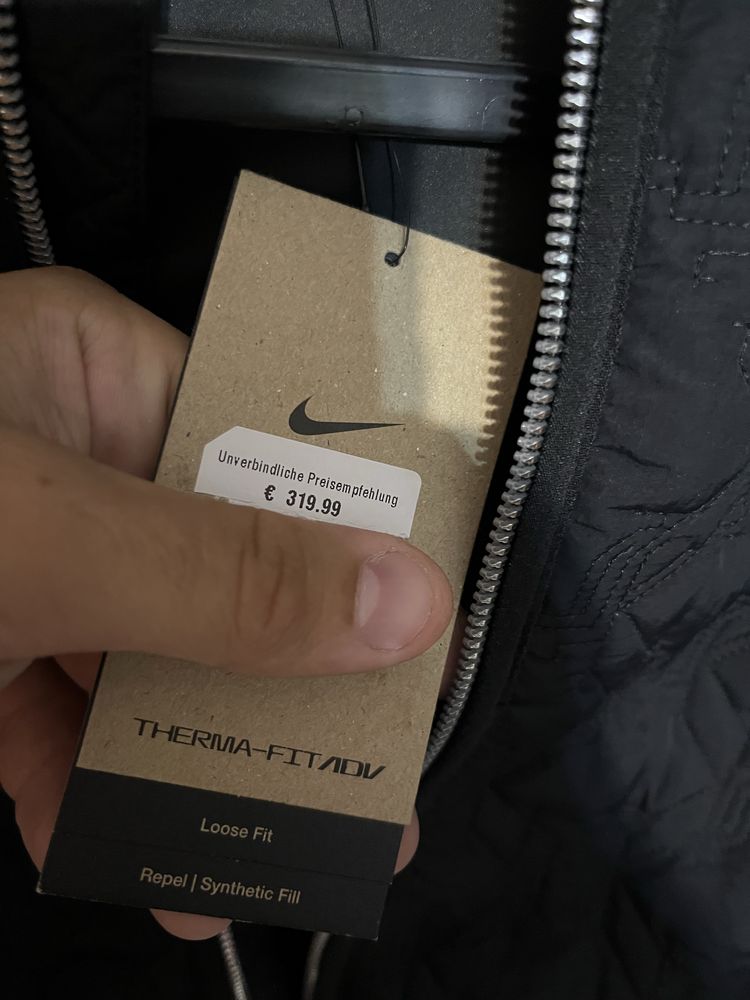 Unverbindliche Preisempfehlung
€ 319.99
THERMA-FIT ADV
Loose Fit
Repel | Synthetic Fill